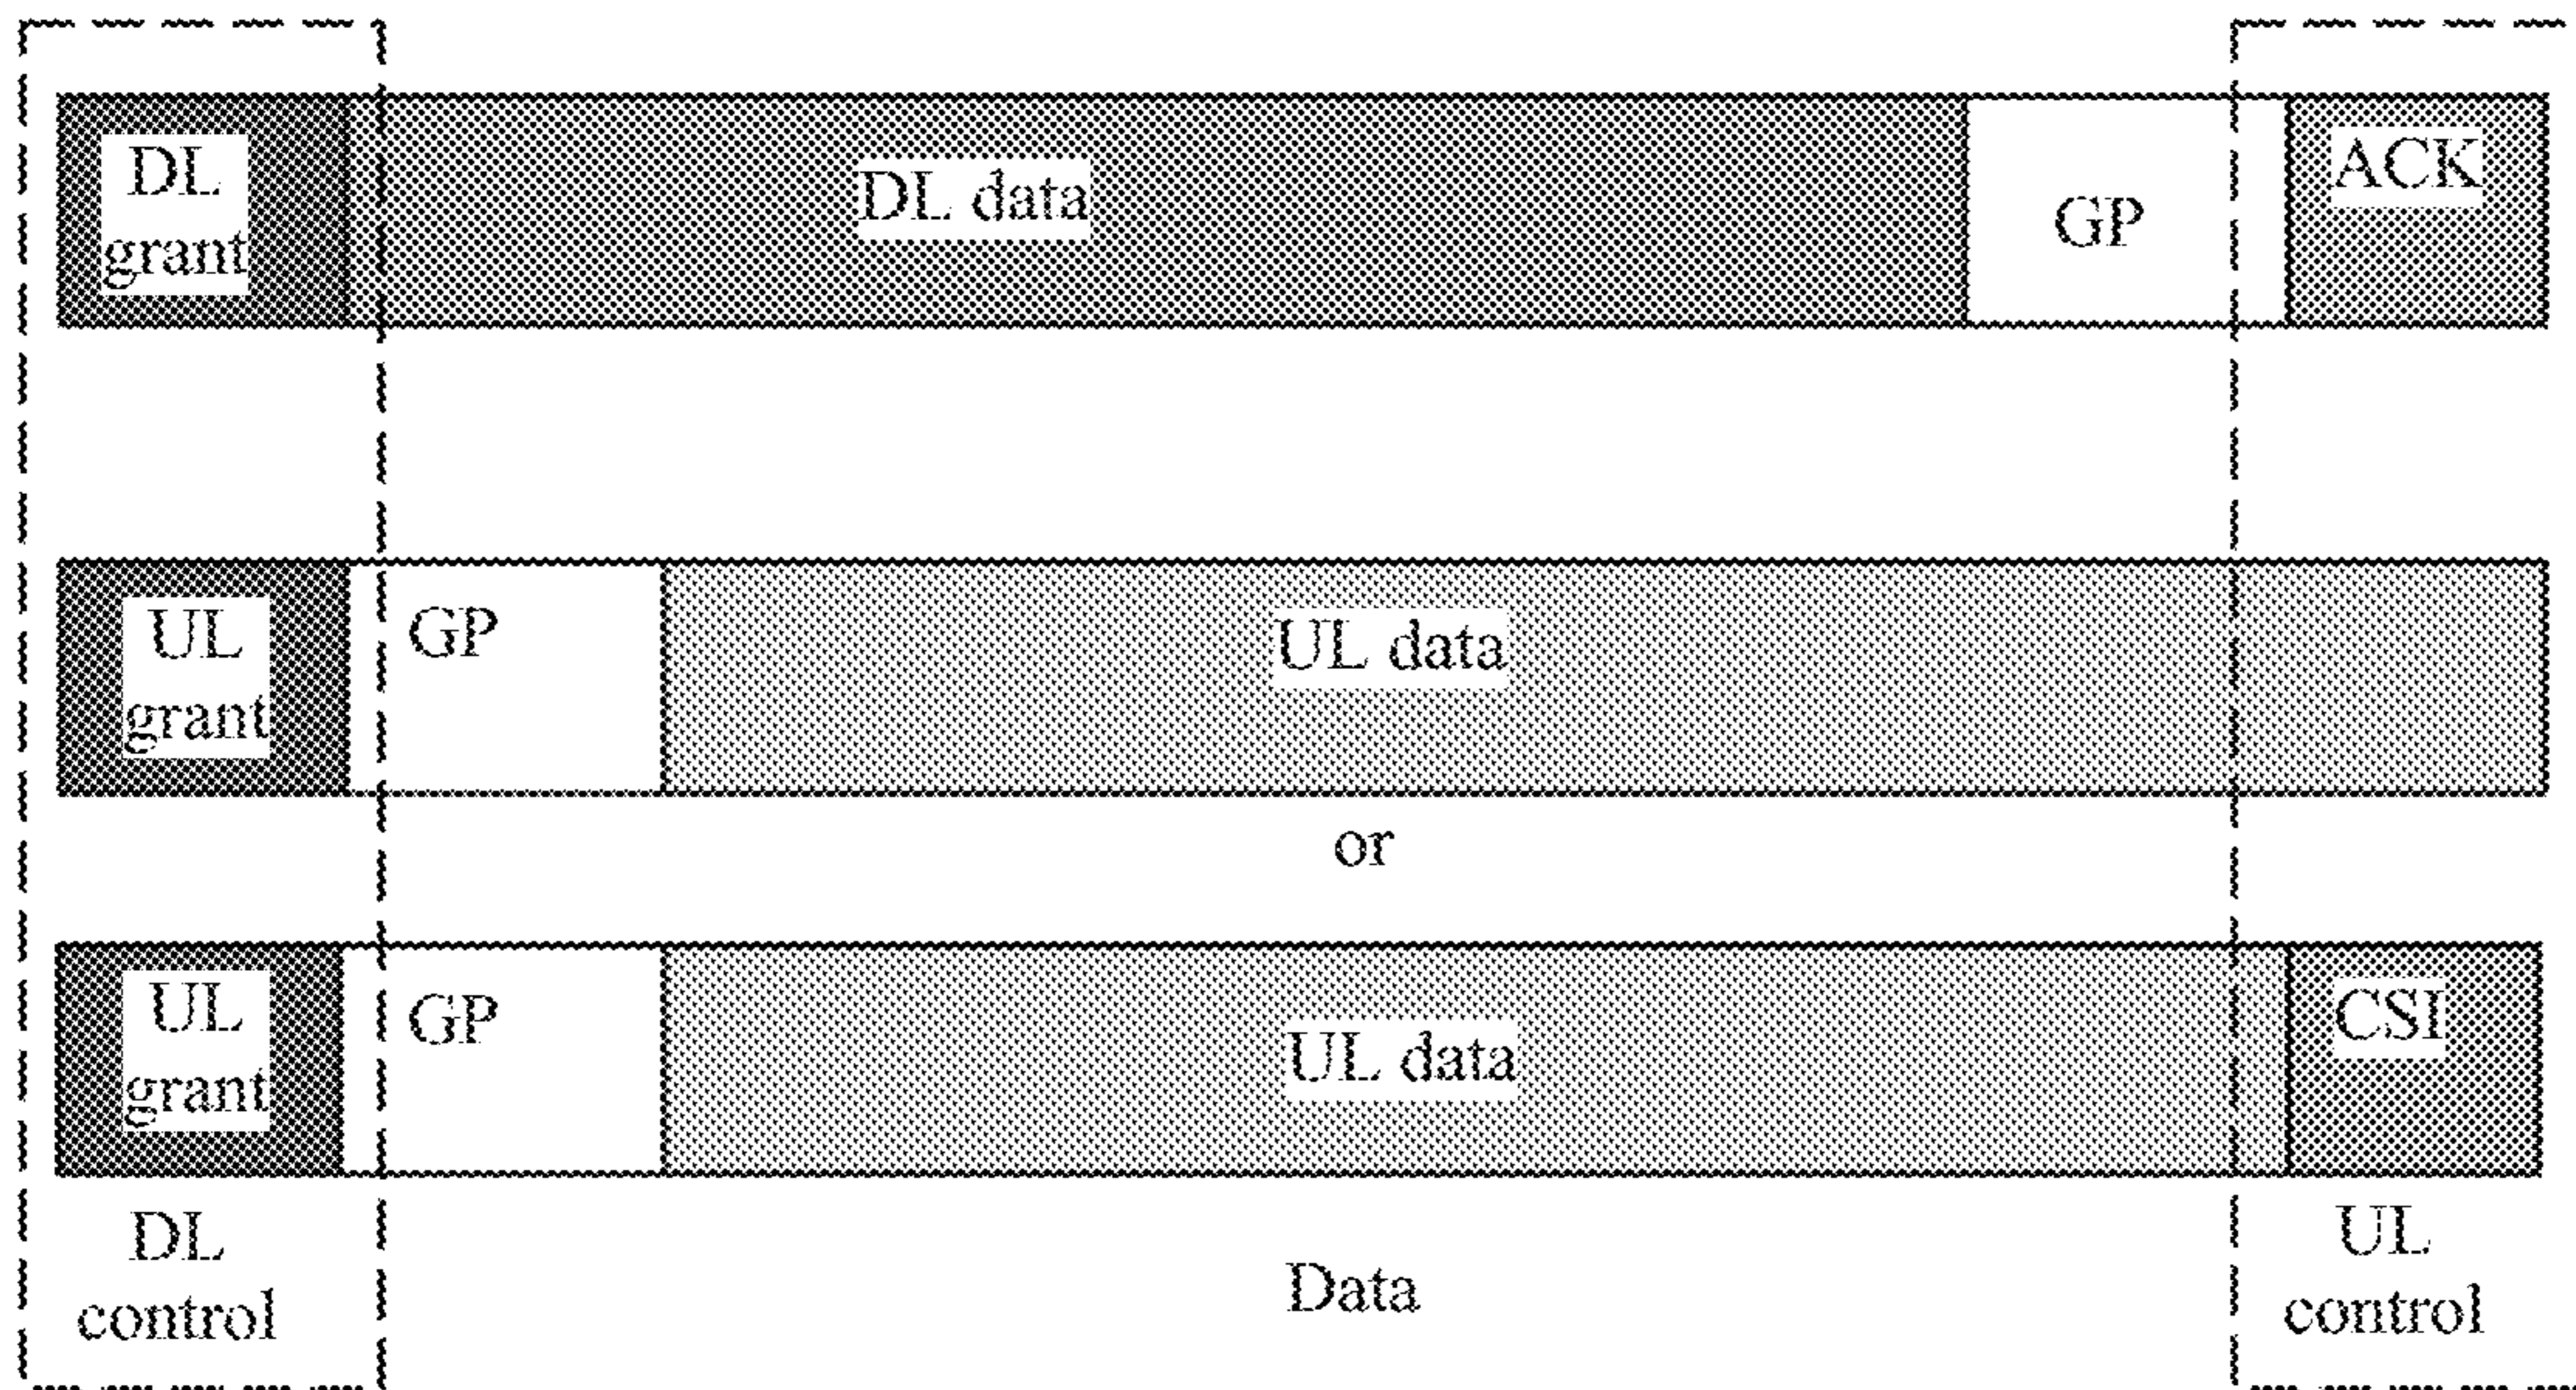 DL
grant
DL data
GP
ACK
UL
grant
GP
UL data
or
UL
grant
GP
UL data
CSI
DL
control
Data
UL
control